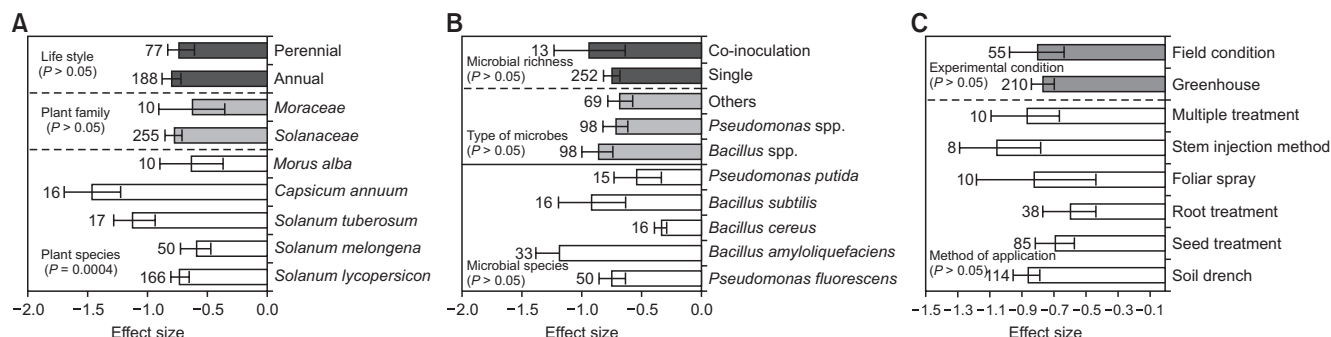 A
Life style
(P > 0.05)
77
Perennial
188
Annual
Plant family
(P > 0.05)
10
Moraceae
255
Solanaceae
10
Morus alba
16
Capsicum annuum
17
Solanum tuberosum
Plant species
(P = 0.0004)
50
Solanum melongena
166
Solanum lycopersicon
−2.0 −1.5 −1.0 −0.5 0.0
Effect size
B
13
Co-inoculation
Microbial richness
(P > 0.05)
252
Single
69
Others
Type of microbes
(P > 0.05)
98
Pseudomonas spp.
98
Bacillus spp.
15
Pseudomonas putida
16
Bacillus subtilis
16
Bacillus cereus
33
Bacillus amyloliquefaciens
Microbial species
(P > 0.05)
50
Pseudomonas fluorescens
−2.0 −1.5 −1.0 −0.5 0.0
Effect size
C
55
Field condition
Experimental condition
(P > 0.05)
210
Greenhouse
10
Multiple treatment
8
Stem injection method
10
Foliar spray
38
Root treatment
85
Seed treatment
Method of application
(P > 0.05)
114
Soil drench
−1.5 −1.3 −1.1 −0.9 −0.7 −0.5 −0.3 −0.1
Effect size